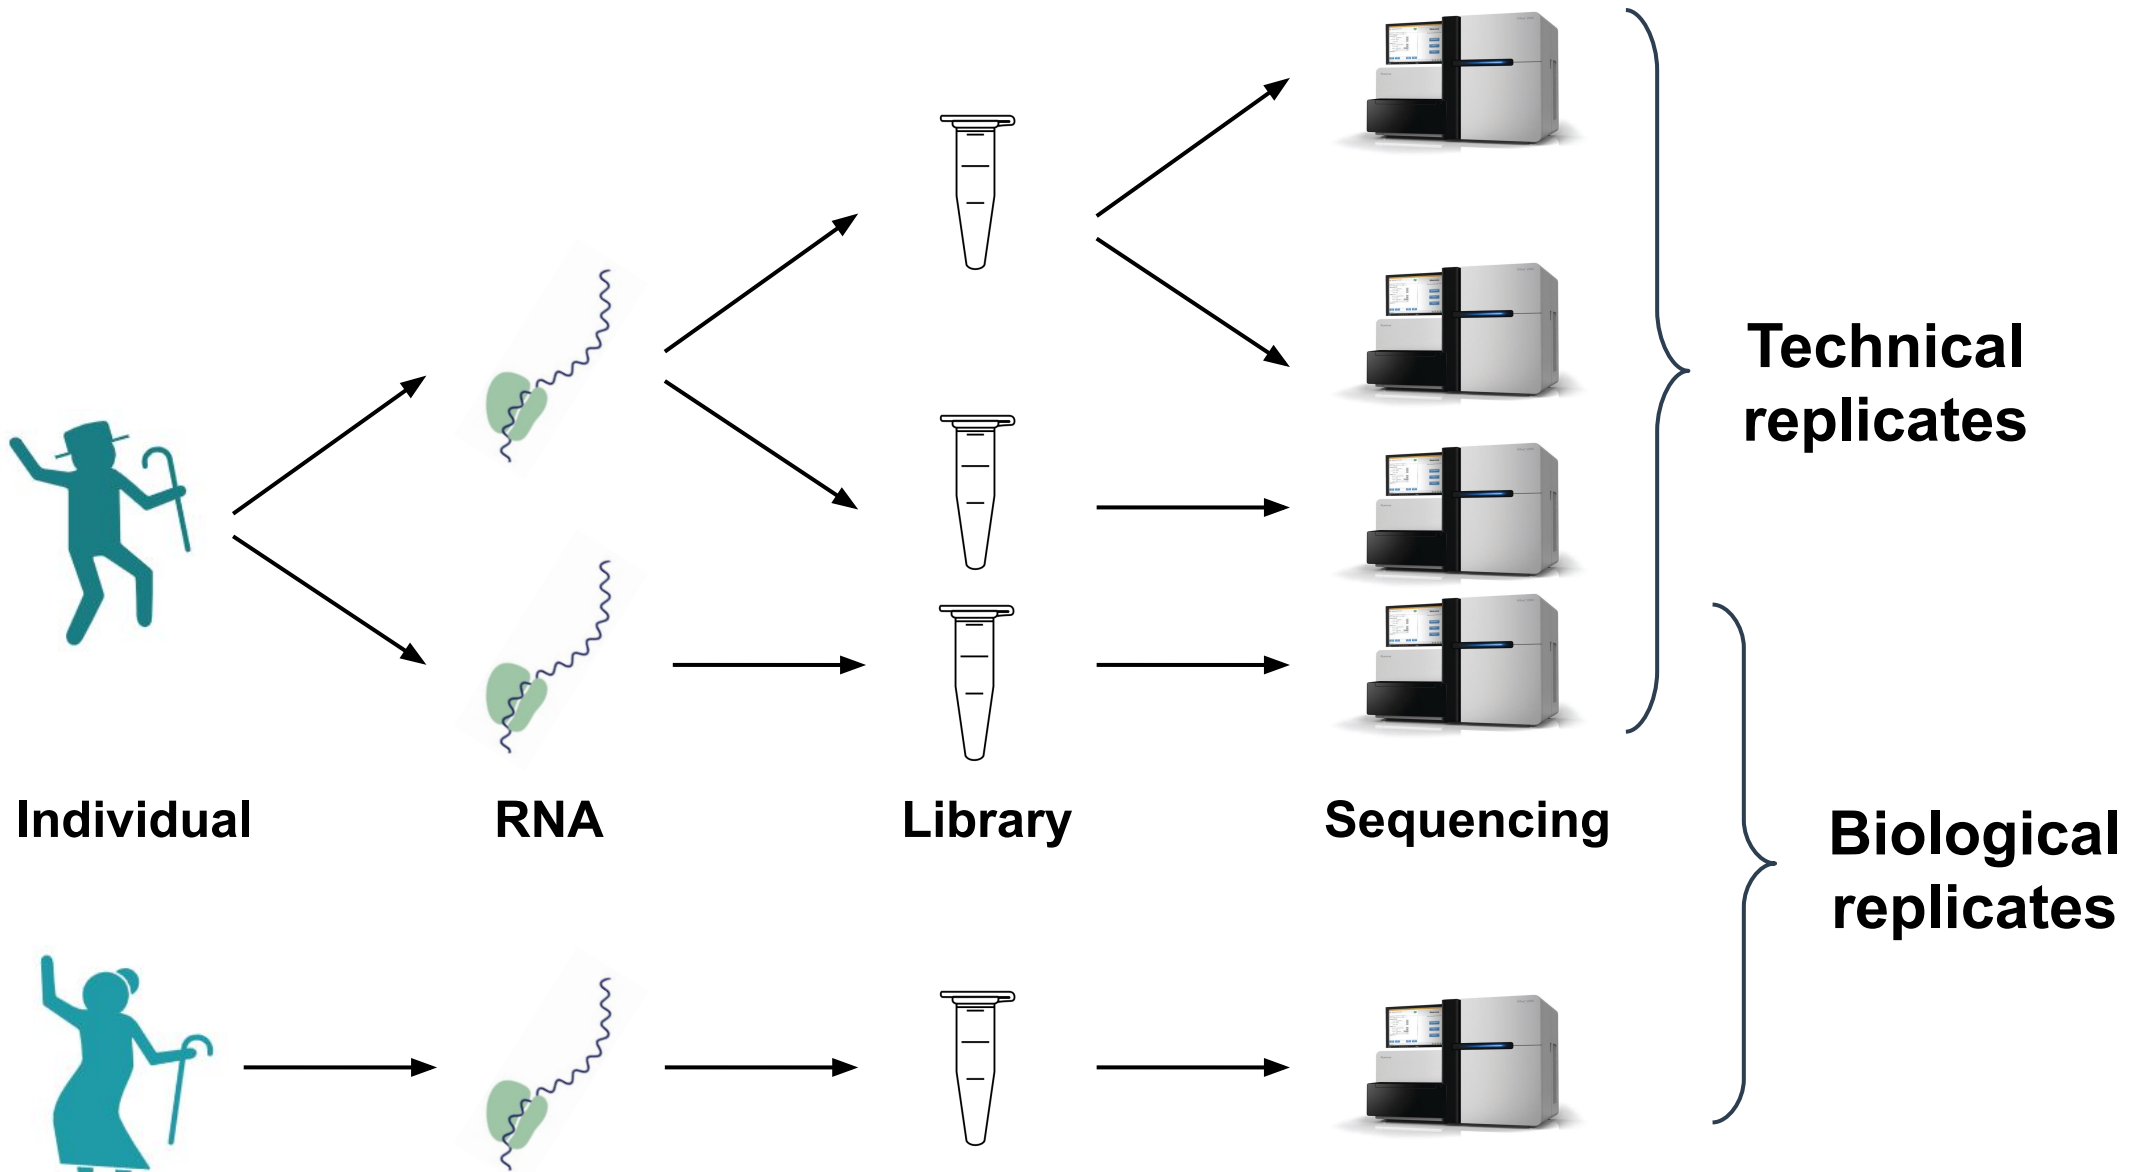 Technical
replicates
Individual
RNA
Library
Sequencing
Biological
replicates